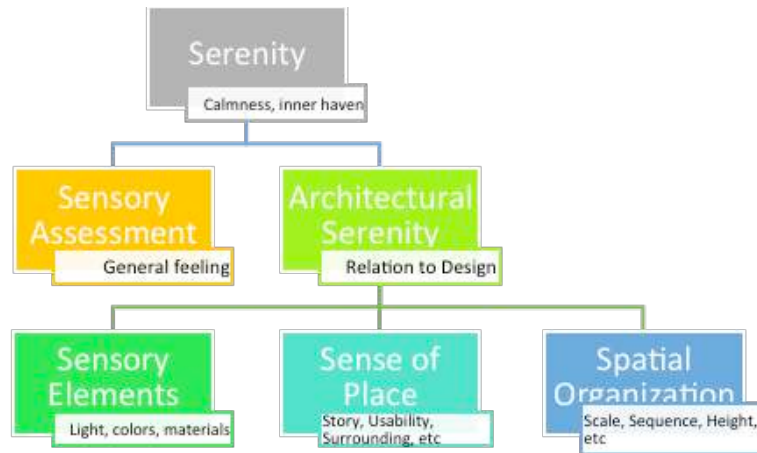 Serenity
Calmness, inner haven
Sensory
Assessment
General feeling
Architectural
Serenity
Relation to Design
Sensory
Elements
Light, colors, materials
Sense of
Place
Story, Usability,
Surrounding, etc
Spatial
Organization
Scale, Sequence, Height,
etc